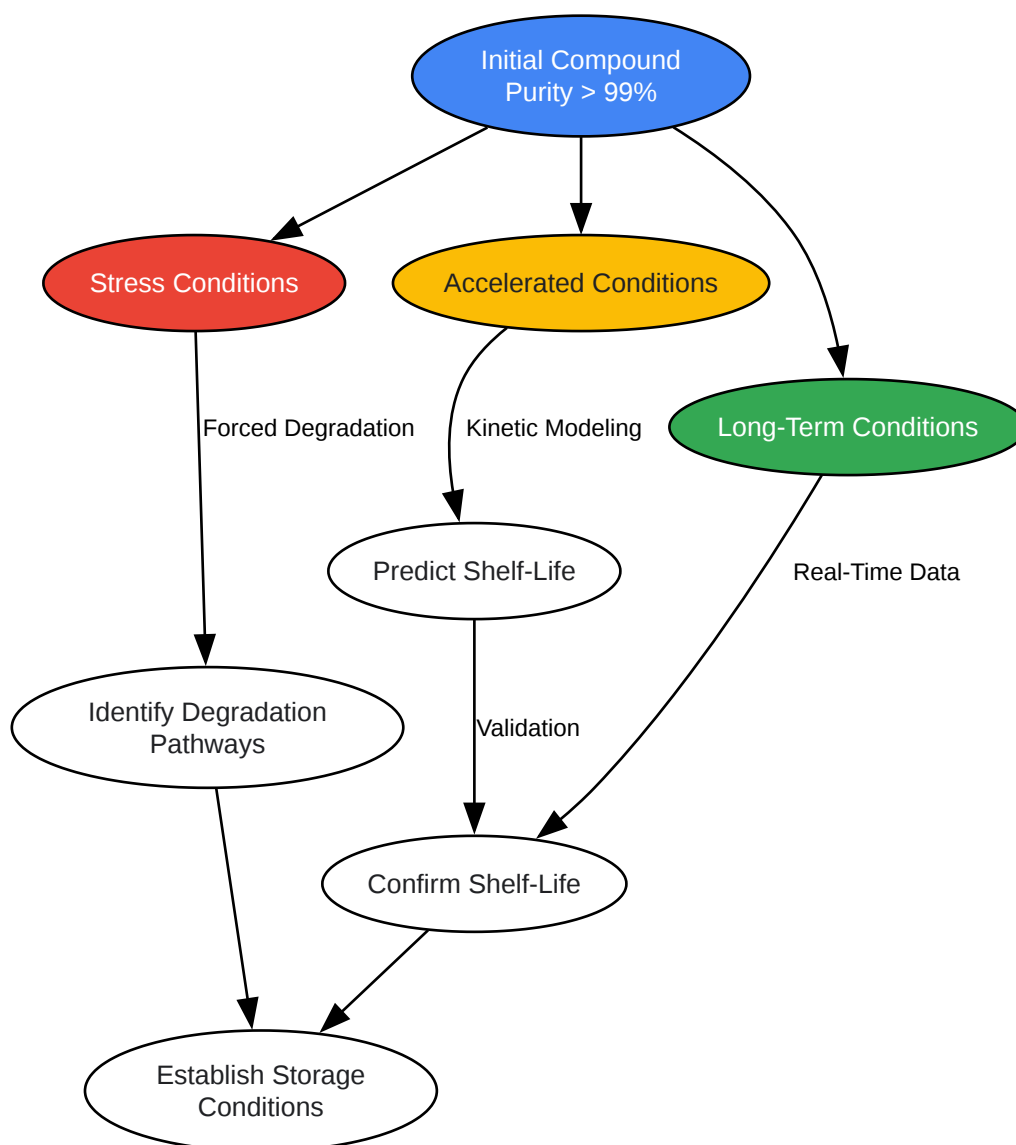 Initial Compound
Purity > 99%
Stress Conditions
Accelerated Conditions
Long-Term Conditions
Forced Degradation
Kinetic Modeling
Predict Shelf-Life
Real-Time Data
Identify Degradation
Pathways
Validation
Confirm Shelf-Life
Establish Storage
Conditions